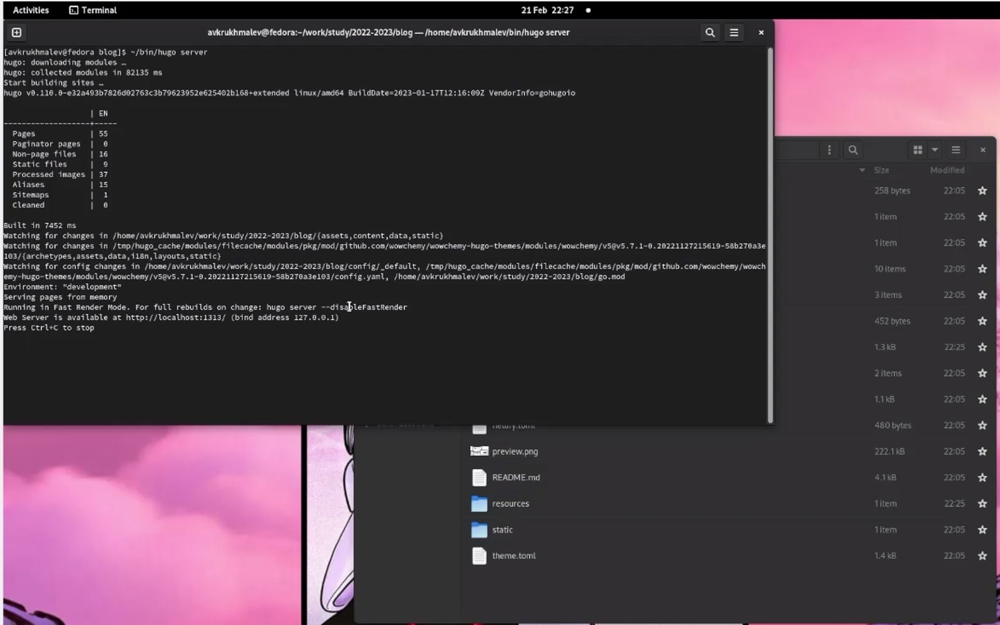 Activities
Terminal
21 Feb 22:27
avkrukhmalev@fedora:~/work/study/2022-2023/blog — /home/avkrukhmalev/bin/hugo server
[avkrukhmalev@fedora blog]$ ~/bin/hugo server
hugo: downloading modules …
hugo: collected modules in 82135 ms
Start building sites …
hugo v0.110.0-e32a493b7826d02763c3b79623952e625402b168+extended linux/amd64 BuildDate=2023-01-17T12:16:09Z VendorInfo=gohugoio
| EN
-------------------+-----
Pages | 55
Paginator pages | 0
Non-page files | 16
Static files | 9
Processed images | 37
Aliases | 15
Sitemaps | 1
Cleaned | 0
Built in 7452 ms
Watching for changes in /home/avkrukhmalev/work/study/2022-2023/blog/{assets,content,data,static}
Watching for changes in /tmp/hugo_cache/modules/filecache/modules/pkg/mod/github.com/wowchemy/wowchemy-hugo-themes/modules/wowchemy/v5@v5.7.1-0.20221127215619-58b270a3e
103/{archetypes,assets,data,i18n,layouts,static}
Watching for config changes in /home/avkrukhmalev/work/study/2022-2023/blog/config/_default, /tmp/hugo_cache/modules/filecache/modules/pkg/mod/github.com/wowchemy/wowch
emy-hugo-themes/modules/wowchemy/v5@v5.7.1-0.20221127215619-58b270a3e103/config.yaml, /home/avkrukhmalev/work/study/2022-2023/blog/go.mod
Environment: "development"
Serving pages from memory
Running in Fast Render Mode. For full rebuilds on change: hugo server --disableFastRender
Web Server is available at http://localhost:1313/ (bind address 127.0.0.1)
Press Ctrl+C to stop
Size Modified
258 bytes 22:05
1 item 22:05
1 item 22:05
10 items 22:05
3 items 22:05
452 bytes 22:05
1.3 kB 22:25
2 items 22:05
1.1 kB 22:05
netlify.toml 480 bytes 22:05
preview.png 222.1 kB 22:05
README.md 4.1 kB 22:05
resources 1 item 22:25
static 1 item 22:05
theme.toml 1.4 kB 22:05